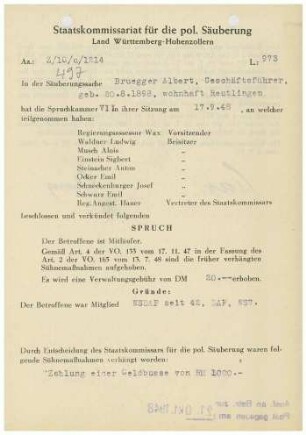 Staatskommissariat für die pol. Säuberung
Land Württemberg-Hohenzollern
Az.: Z/10/c/1214 L: 973
497
In der Säuberungssache Bruegger Albert, Geschäftsführer,
geb. 20.8.1898, wohnhaft Reutlingen
hat die Spruchkammer VI In ihrer Sitzung am 17.9.48, an welcher
teilgenommen haben:
Regierungsassessor Wax Vorsitzender
Waldner Ludwig Beisitzer
Musch Alois "
Einstein Sigbert "
Steinacher Anton "
Ocker Emil "
Schneckenburger Josef "
Schwarz Emil "
Reg.Angest. Haser Vertreter des Staatskommissars
beschlossen und verkündet folgenden
SPRUCH
Der Betroffene ist Mitläufer.
Gemäß Art. 4 der VO. 133 vom 17. 11. 47 in der Fassung des
Art. 2 der VO. 165 vom 13. 7. 48 sind die früher verhängten
Sühnemaßnahmen aufgehoben.
Es wird eine Verwaltungsgebühr von DM 20.-- erhoben.
Gründe:
Der Betroffene war Mitglied NSDAP seit 42, DAF,
Durch Entscheidung des Staatskommissars für die pol. Säuberung waren fol-
gende Sühnemaßnahmen verhängt worden:
"Zahlung einer Geldbusse von RM 1000.--
21. OKT. 1948